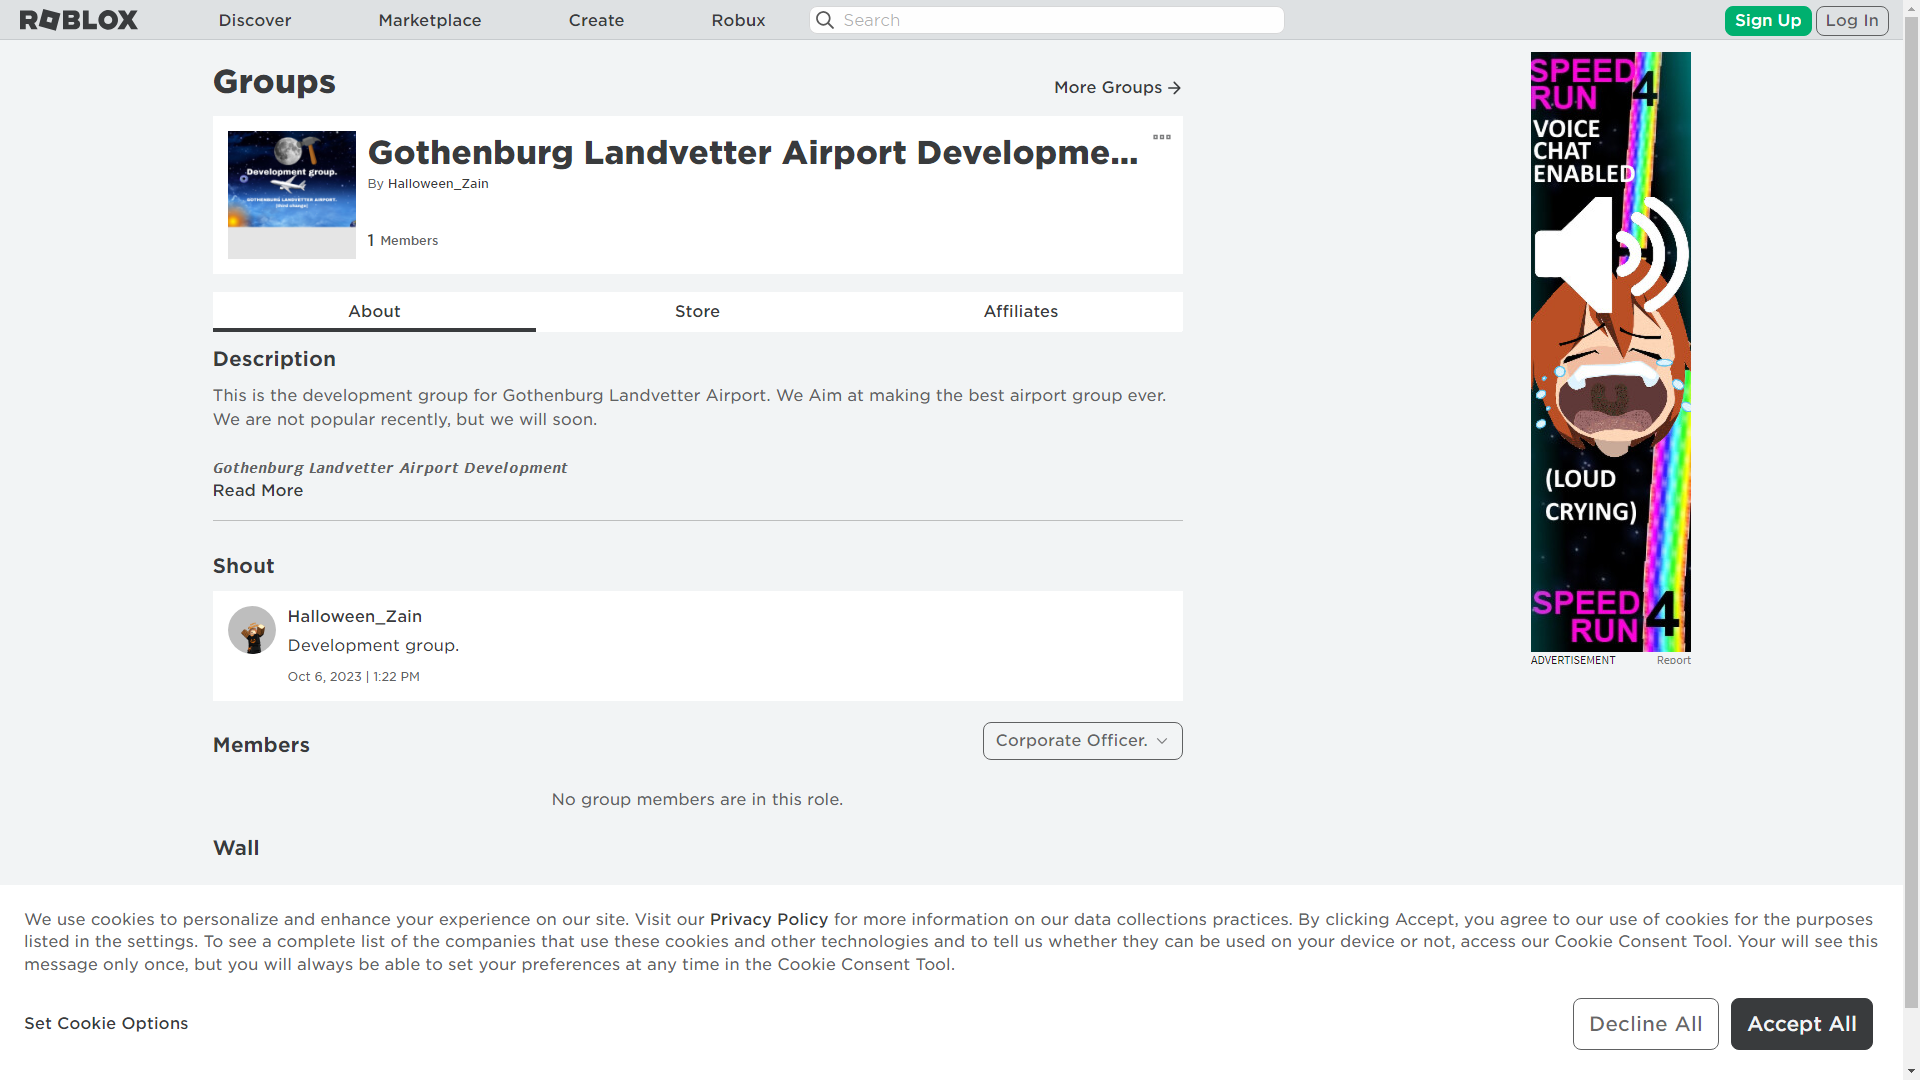 ROBLOX
Discover
Marketplace
Create
Robux
Search
Sign Up
Log In
Groups
More Groups
Development group.
GOTHENBURG LANDVETTER AIRPORT.
Gothenburg Landvetter Airport Developme...
By Halloween_Zain
1 Members
About
Store
Affiliates
Description
This is the development group for Gothenburg Landvetter Airport. We Aim at making the best airport group ever.
We are not popular recently, but we will soon.
Gothenburg Landvetter Airport Development
Read More
Shout
Halloween_Zain
Development group.
Oct 6, 2023 | 1:22 PM
Members
Corporate Officer.
No group members are in this role.
Wall
SPEED
RUN 4
VOICE
CHAT
ENABLED
(LOUD
CRYING)
SPEED
RUN 4
ADVERTISEMENT
Report
We use cookies to personalize and enhance your experience on our site. Visit our Privacy Policy for more information on our data collections practices. By clicking Accept, you agree to our use of cookies for the purposes
listed in the settings. To see a complete list of the companies that use these cookies and other technologies and to tell us whether they can be used on your device or not, access our Cookie Consent Tool. Your will see this
message only once, but you will always be able to set your preferences at any time in the Cookie Consent Tool.
Set Cookie Options
Decline All
Accept All